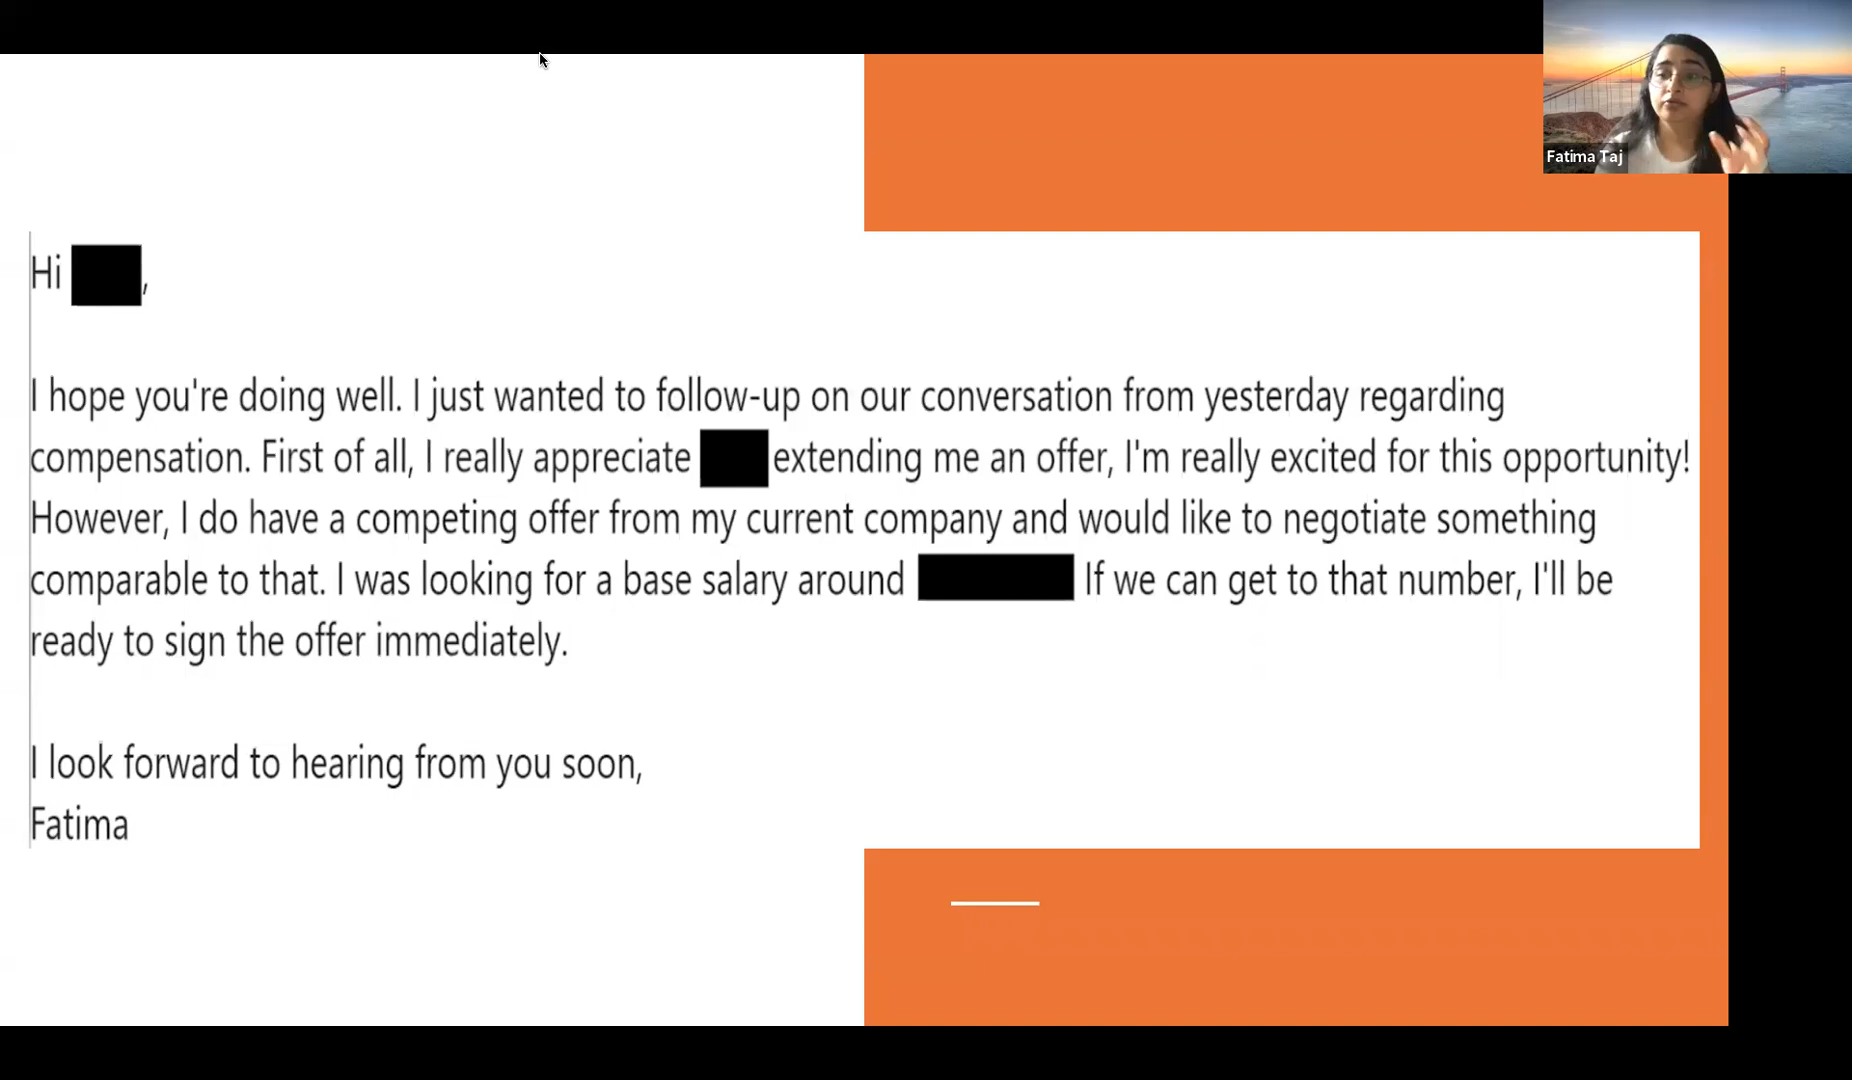 Fatima Taj
Hi ,
I hope you're doing well. I just wanted to follow-up on our conversation from yesterday regarding
compensation. First of all, I really appreciate extending me an offer, I'm really excited for this opportunity!
However, I do have a competing offer from my current company and would like to negotiate something
comparable to that. I was looking for a base salary around If we can get to that number, I'll be
ready to sign the offer immediately.
I look forward to hearing from you soon,
Fatima